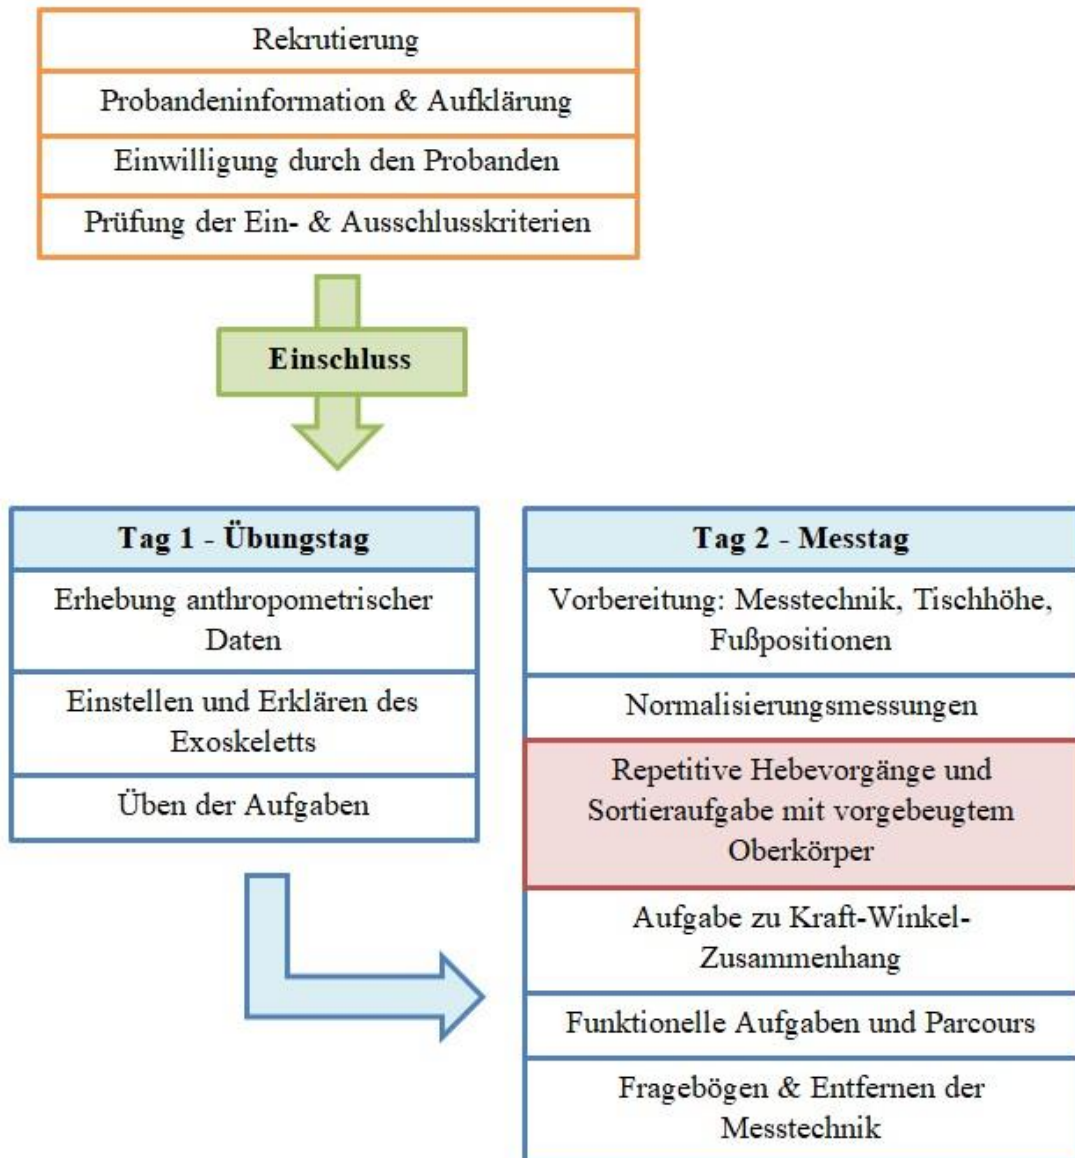 Rekrutierung
Probandeninformation & Aufklärung
Einwilligung durch den Probanden
Prüfung der Ein- & Ausschlusskriterien
Einschluss
Tag 1 - Übungstag
Erhebung anthropometrischer
Daten
Einstellen und Erklären des
Exoskeletts
Üben der Aufgaben
Tag 2 - Messtag
Vorbereitung: Messtechnik, Tischhöhe,
Fußpositionen
Normalisierungsmessungen
Repetitive Hebevorgänge und
Sortieraufgabe mit vorgebeugtem
Oberkörper
Aufgabe zu Kraft-Winkel-
Zusammenhang
Funktionelle Aufgaben und Parcours
Fragebögen & Entfernen der
Messtechnik